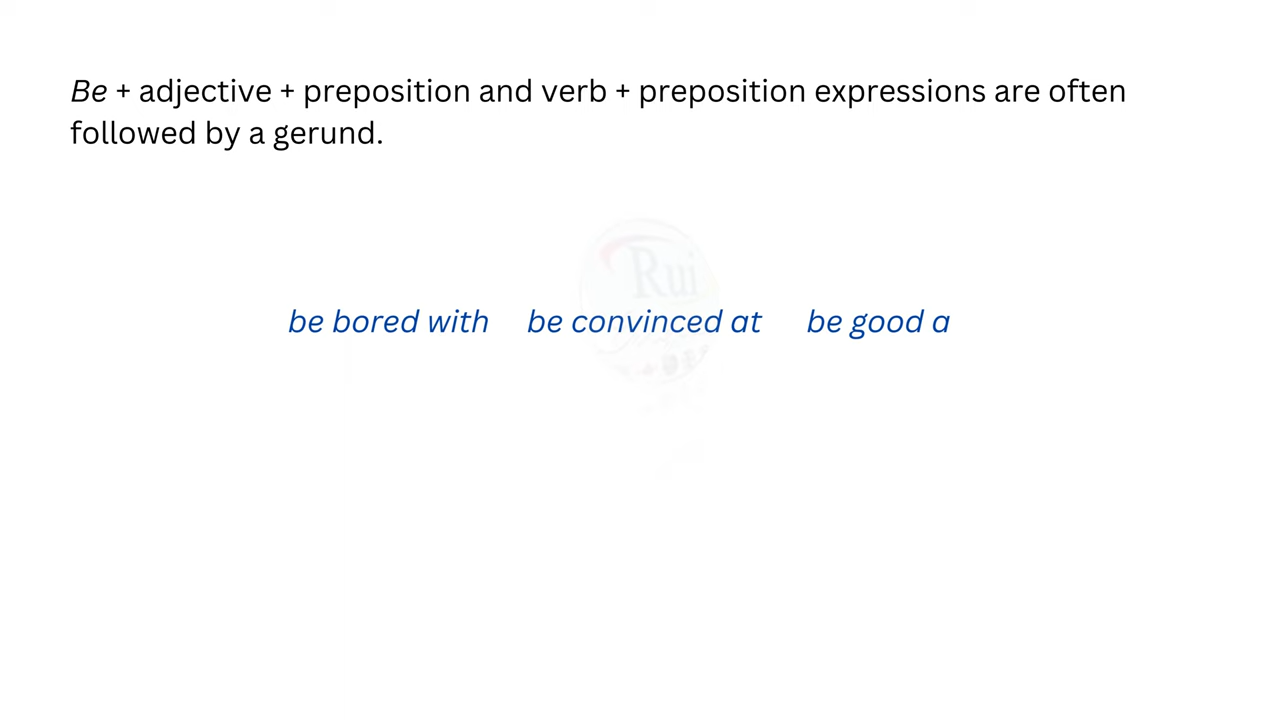 Be + adjective + preposition and verb + preposition expressions are often
followed by a gerund.
Rui
be bored with be convinced at be good a